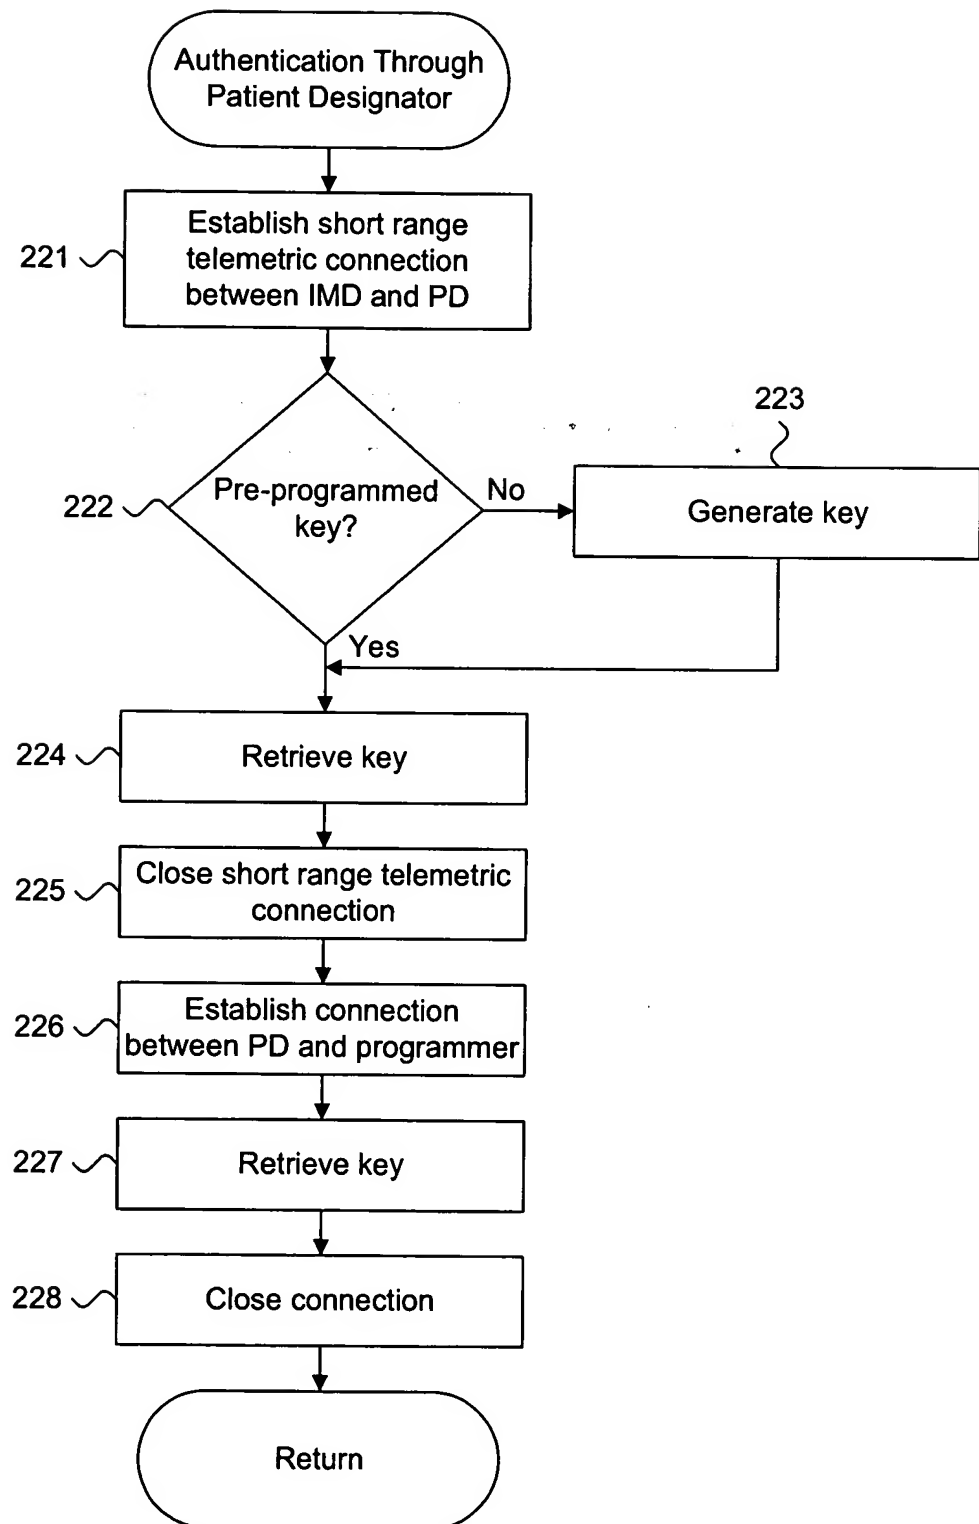 Authentication Through
Patient Designator
221
Establish short range
telemetric connection
between IMD and PD
222
Pre-programmed
key?
No
223
Generate key
Yes
224
Retrieve key
225
Close short range telemetric
connection
226
Establish connection
between PD and programmer
227
Retrieve key
228
Close connection
Return